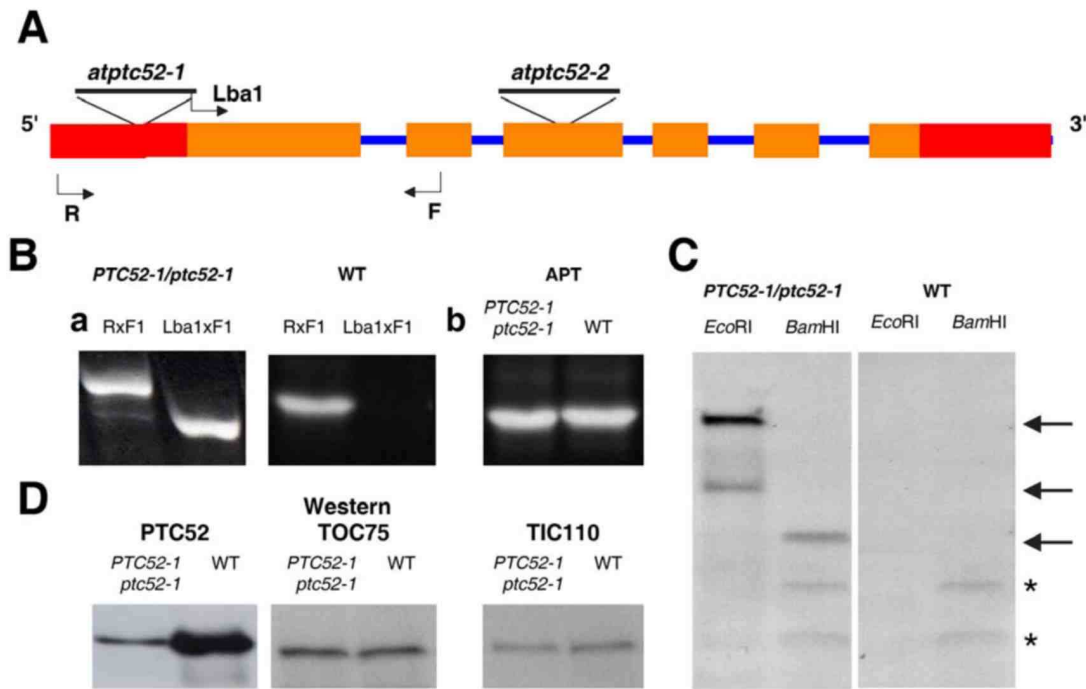 A
atptc52-1
atptc52-2
Lba1
5'
3'
R
F
B
PTC52-1/ptc52-1
WT
APT
a
RxF1
Lba1xF1
RxF1
Lba1xF1
b
PTC52-1
ptc52-1
WT
C
PTC52-1/ptc52-1
WT
EcoRI
BamHI
EcoRI
BamHI
*
*
D
Western
PTC52
TOC75
TIC110
PTC52-1
ptc52-1
WT
PTC52-1
ptc52-1
WT
PTC52-1
ptc52-1
WT